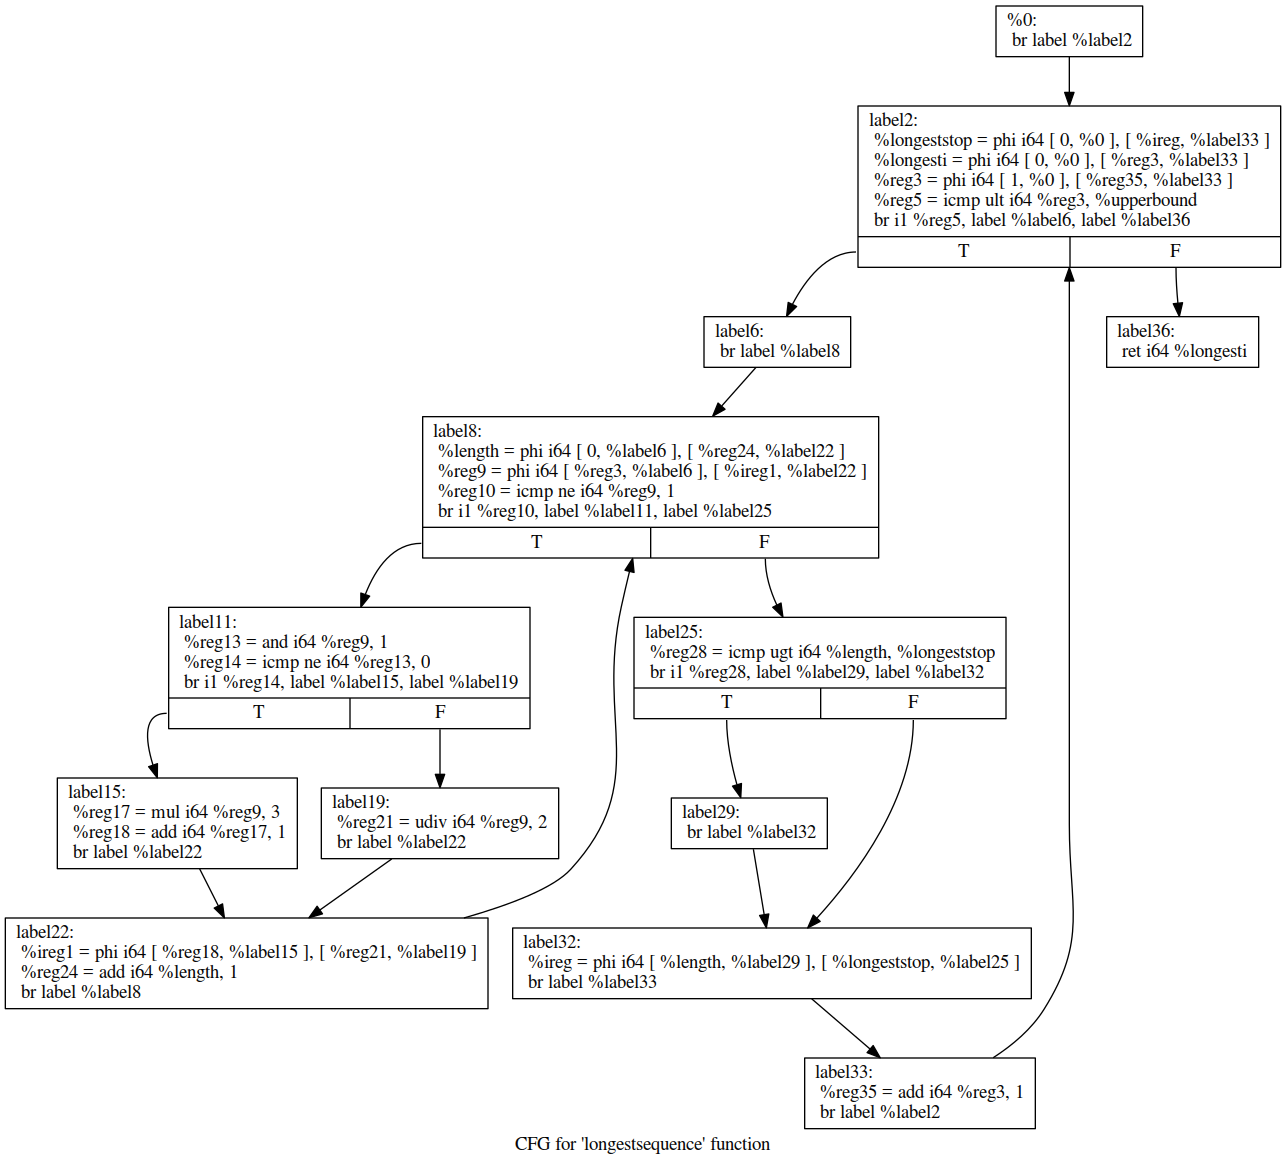 %0:
br label %label2
label2:
%longeststop = phi i64 [ 0, %0 ], [ %ireg, %label33 ]
%longesti = phi i64 [ 0, %0 ], [ %reg3, %label33 ]
%reg3 = phi i64 [ 1, %0 ], [ %reg35, %label33 ]
%reg5 = icmp ult i64 %reg3, %upperbound
br i1 %reg5, label %label6, label %label36
T F
label6:
br label %label8
label36:
ret i64 %longesti
label8:
%length = phi i64 [ 0, %label6 ], [ %reg24, %label22 ]
%reg9 = phi i64 [ %reg3, %label6 ], [ %ireg1, %label22 ]
%reg10 = icmp ne i64 %reg9, 1
br i1 %reg10, label %label11, label %label25
T F
label11:
%reg13 = and i64 %reg9, 1
%reg14 = icmp ne i64 %reg13, 0
br i1 %reg14, label %label15, label %label19
T F
label25:
%reg28 = icmp ugt i64 %length, %longeststop
br i1 %reg28, label %label29, label %label32
T F
label15:
%reg17 = mul i64 %reg9, 3
%reg18 = add i64 %reg17, 1
br label %label22
label19:
%reg21 = udiv i64 %reg9, 2
br label %label22
label29:
br label %label32
label22:
%ireg1 = phi i64 [ %reg18, %label15 ], [ %reg21, %label19 ]
%reg24 = add i64 %length, 1
br label %label8
label32:
%ireg = phi i64 [ %length, %label29 ], [ %longeststop, %label25 ]
br label %label33
label33:
%reg35 = add i64 %reg3, 1
br label %label2
CFG for 'longestsequence' function